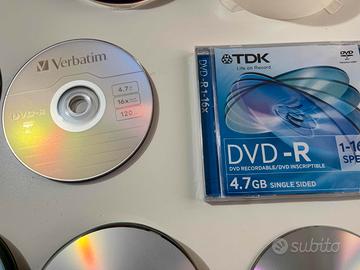 Verbatim
DVD-R
4.7
16x
120
TDK
Life on Record
DVD-R 1-16x
DVD -R
DVD RECORDABLE/DVD INSCRIPTIBLE
4.7GB SINGLE SIDED
1-16
SPE
subito